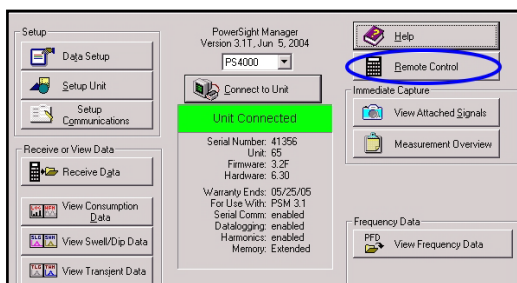 Setup
Data Setup
Setup Unit
Setup
Communications
Receive or View Data
Receive Data
View Consumption
Data
View Swell/Dip Data
View Transient Data
PowerSight Manager
Version 3.1T, Jun 5, 2004
PS4000
Connect to Unit
Unit Connected
Serial Number: 41356
Unit: 65
Firmware: 3.2F
Hardware: 6.30
Warranty Ends: 05/25/05
For Use With: PSM 3.1
Serial Comm: enabled
Datalogging: enabled
Harmonics: enabled
Memory: Extended
Help
Remote Control
Immediate Capture
View Attached Signals
Measurement Overview
Frequency Data
PFD
View Frequency Data